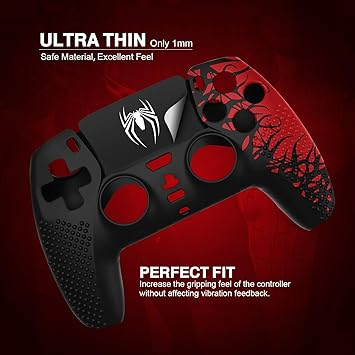 ULTRA THIN Only 1mm
Safe Material, Excellent Feel
PERFECT FIT
Increase the gripping feel of the controller
without affecting vibration feedback.